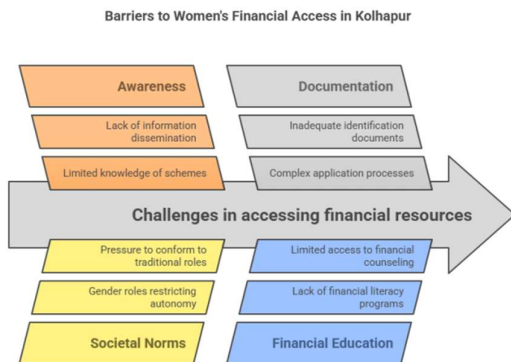 Barriers to Women's Financial Access in Kolhapur
Awareness
Documentation
Lack of information
dissemination
Inadequate identification
documents
Limited knowledge of schemes
Complex application processes
Challenges in accessing financial resources
Pressure to conform to
traditional roles
Limited access to financial
counseling
Gender roles restricting
autonomy
Lack of financial literacy
programs
Societal Norms
Financial Education